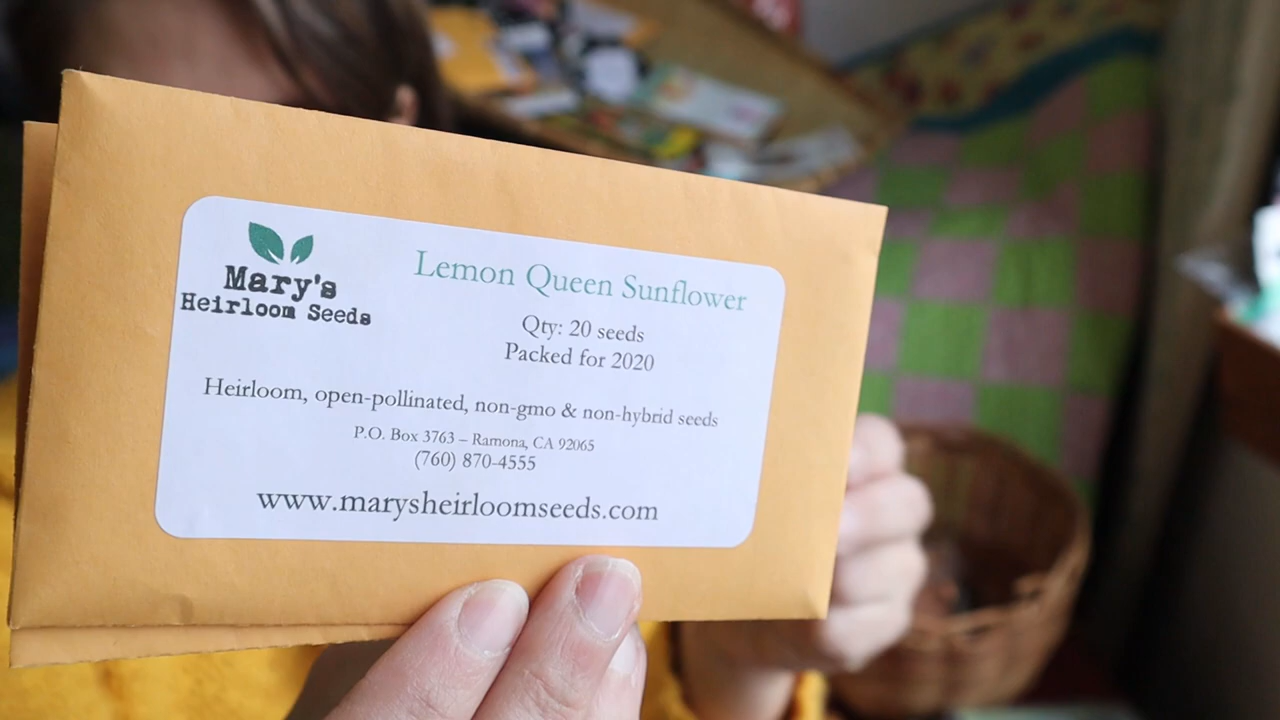 Mary's
Heirloom Seeds
Lemon Queen Sunflower
Qty: 20 seeds
Packed for 2020
Heirloom, open-pollinated, non-gmo & non-hybrid seeds
P.O. Box 3763 – Ramona, CA 92065
(760) 870-4555
www.marysheirloomseeds.com